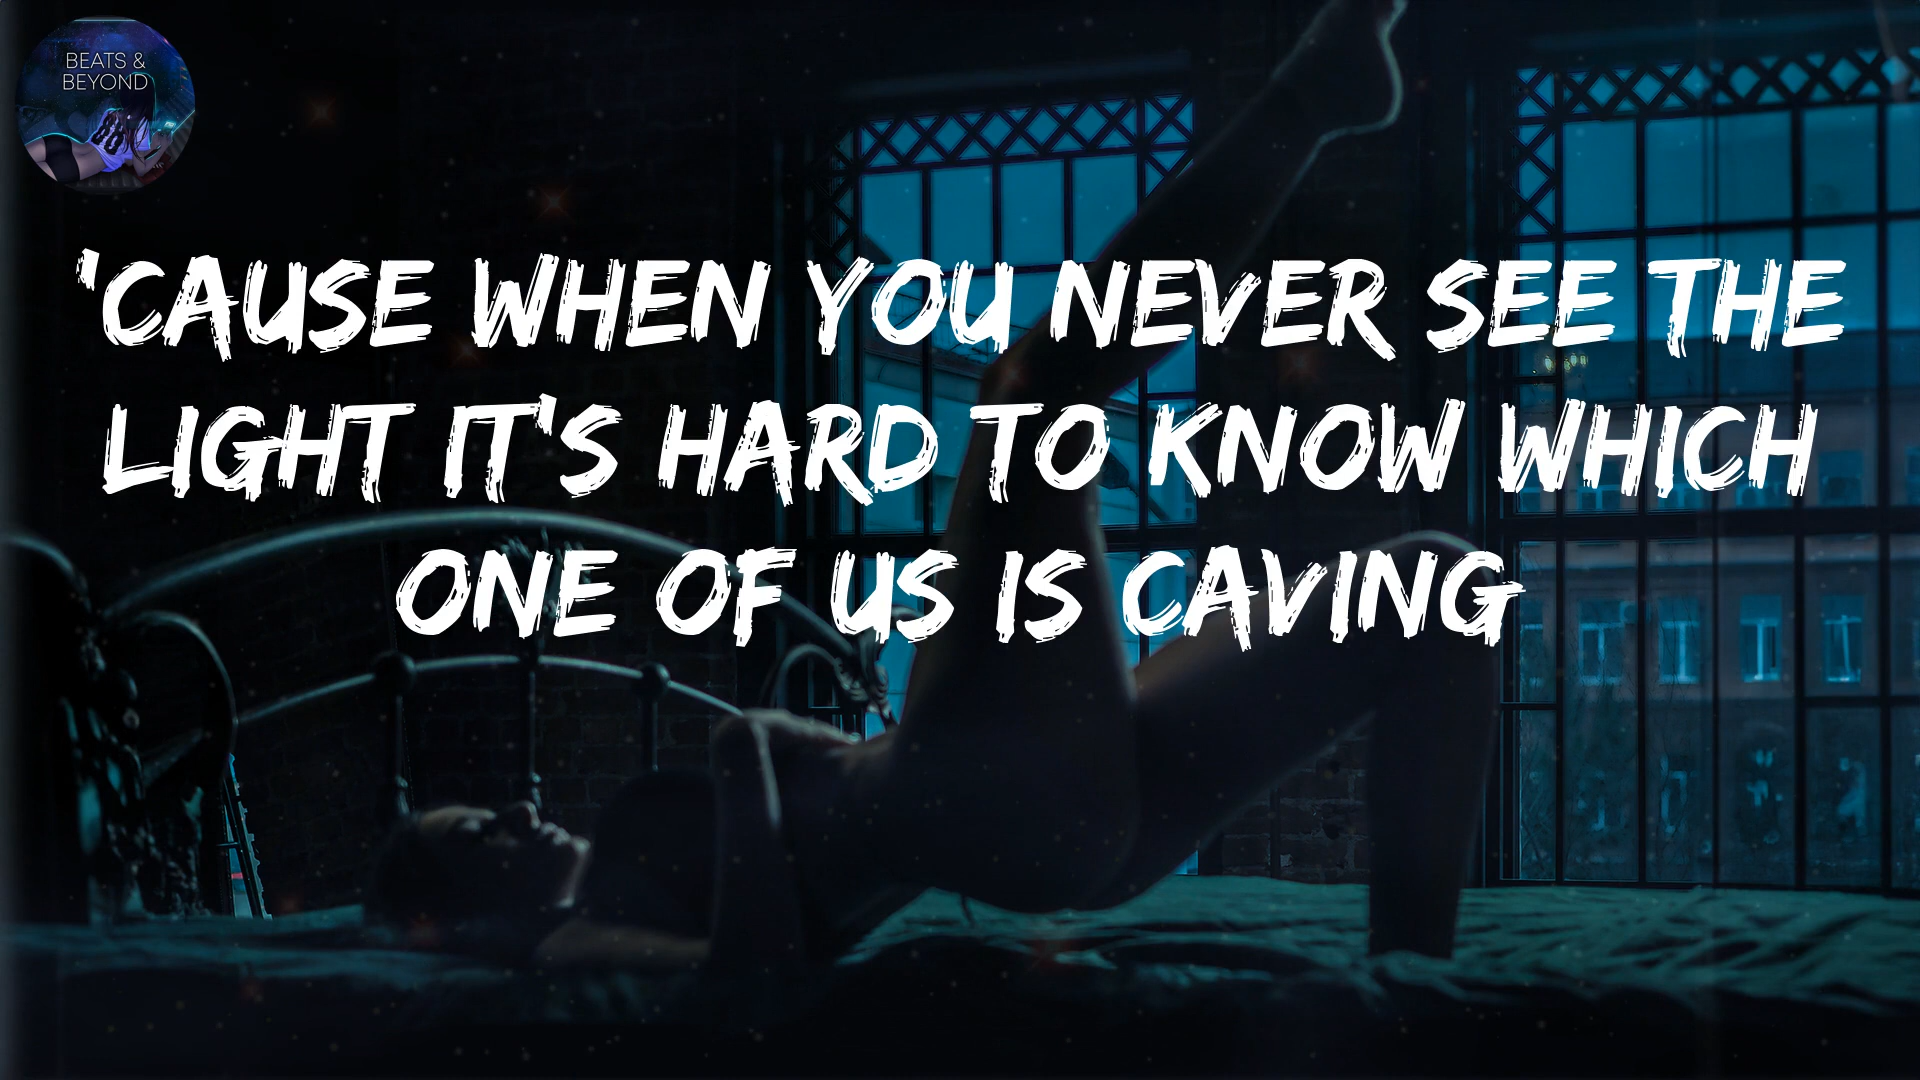 BEATS &
BEYOND
'CAUSE WHEN YOU NEVER SEE THE
LIGHT IT'S HARD TO KNOW WHICH
ONE OF US IS CAVING